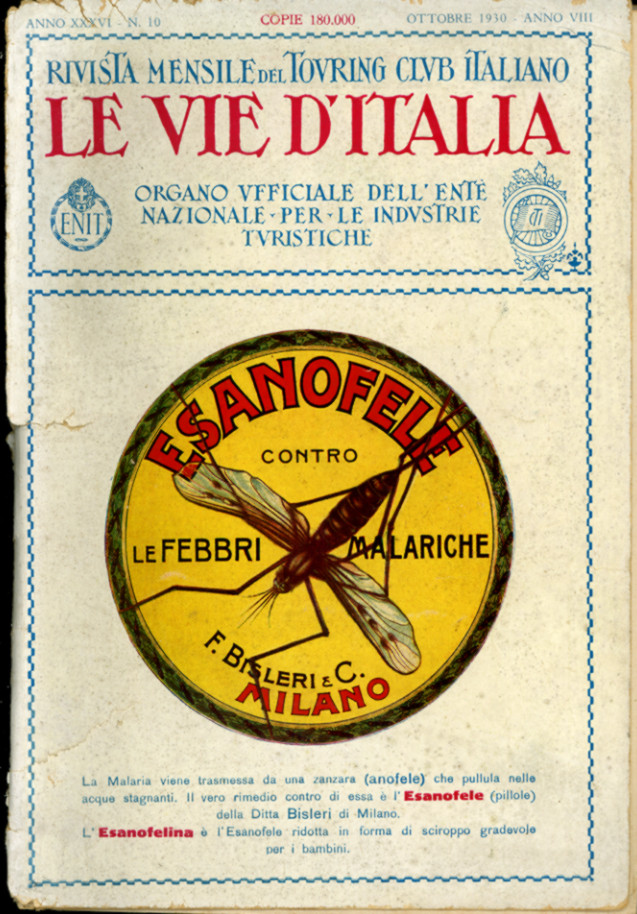 ANNO XXXVI - N. 10 COPIE 180.000 OTTOBRE 1930 - ANNO VIII
RIVISTA MENSILE DEL TOVRING CLVB ITALIANO
LE VIE D'ITALIA
ORGANO VFFICIALE DELL'ENTE
NAZIONALE-PER-LE INDVSTRIE
TVRISTICHE
ENIT
ESANOFELE
CONTRO
LE FEBBRI MALARICHE
F. BISLERI & C.
MILANO
La Malaria viene trasmessa da una zanzara (anofele) che pullula nelle
acque stagnanti. Il vero rimedio contro di essa è l'Esanofele (pillole)
della Ditta Bisleri di Milano.
L'Esanofelina è l'Esanofele ridotta in forma di sciroppo gradevole
per i bambini.